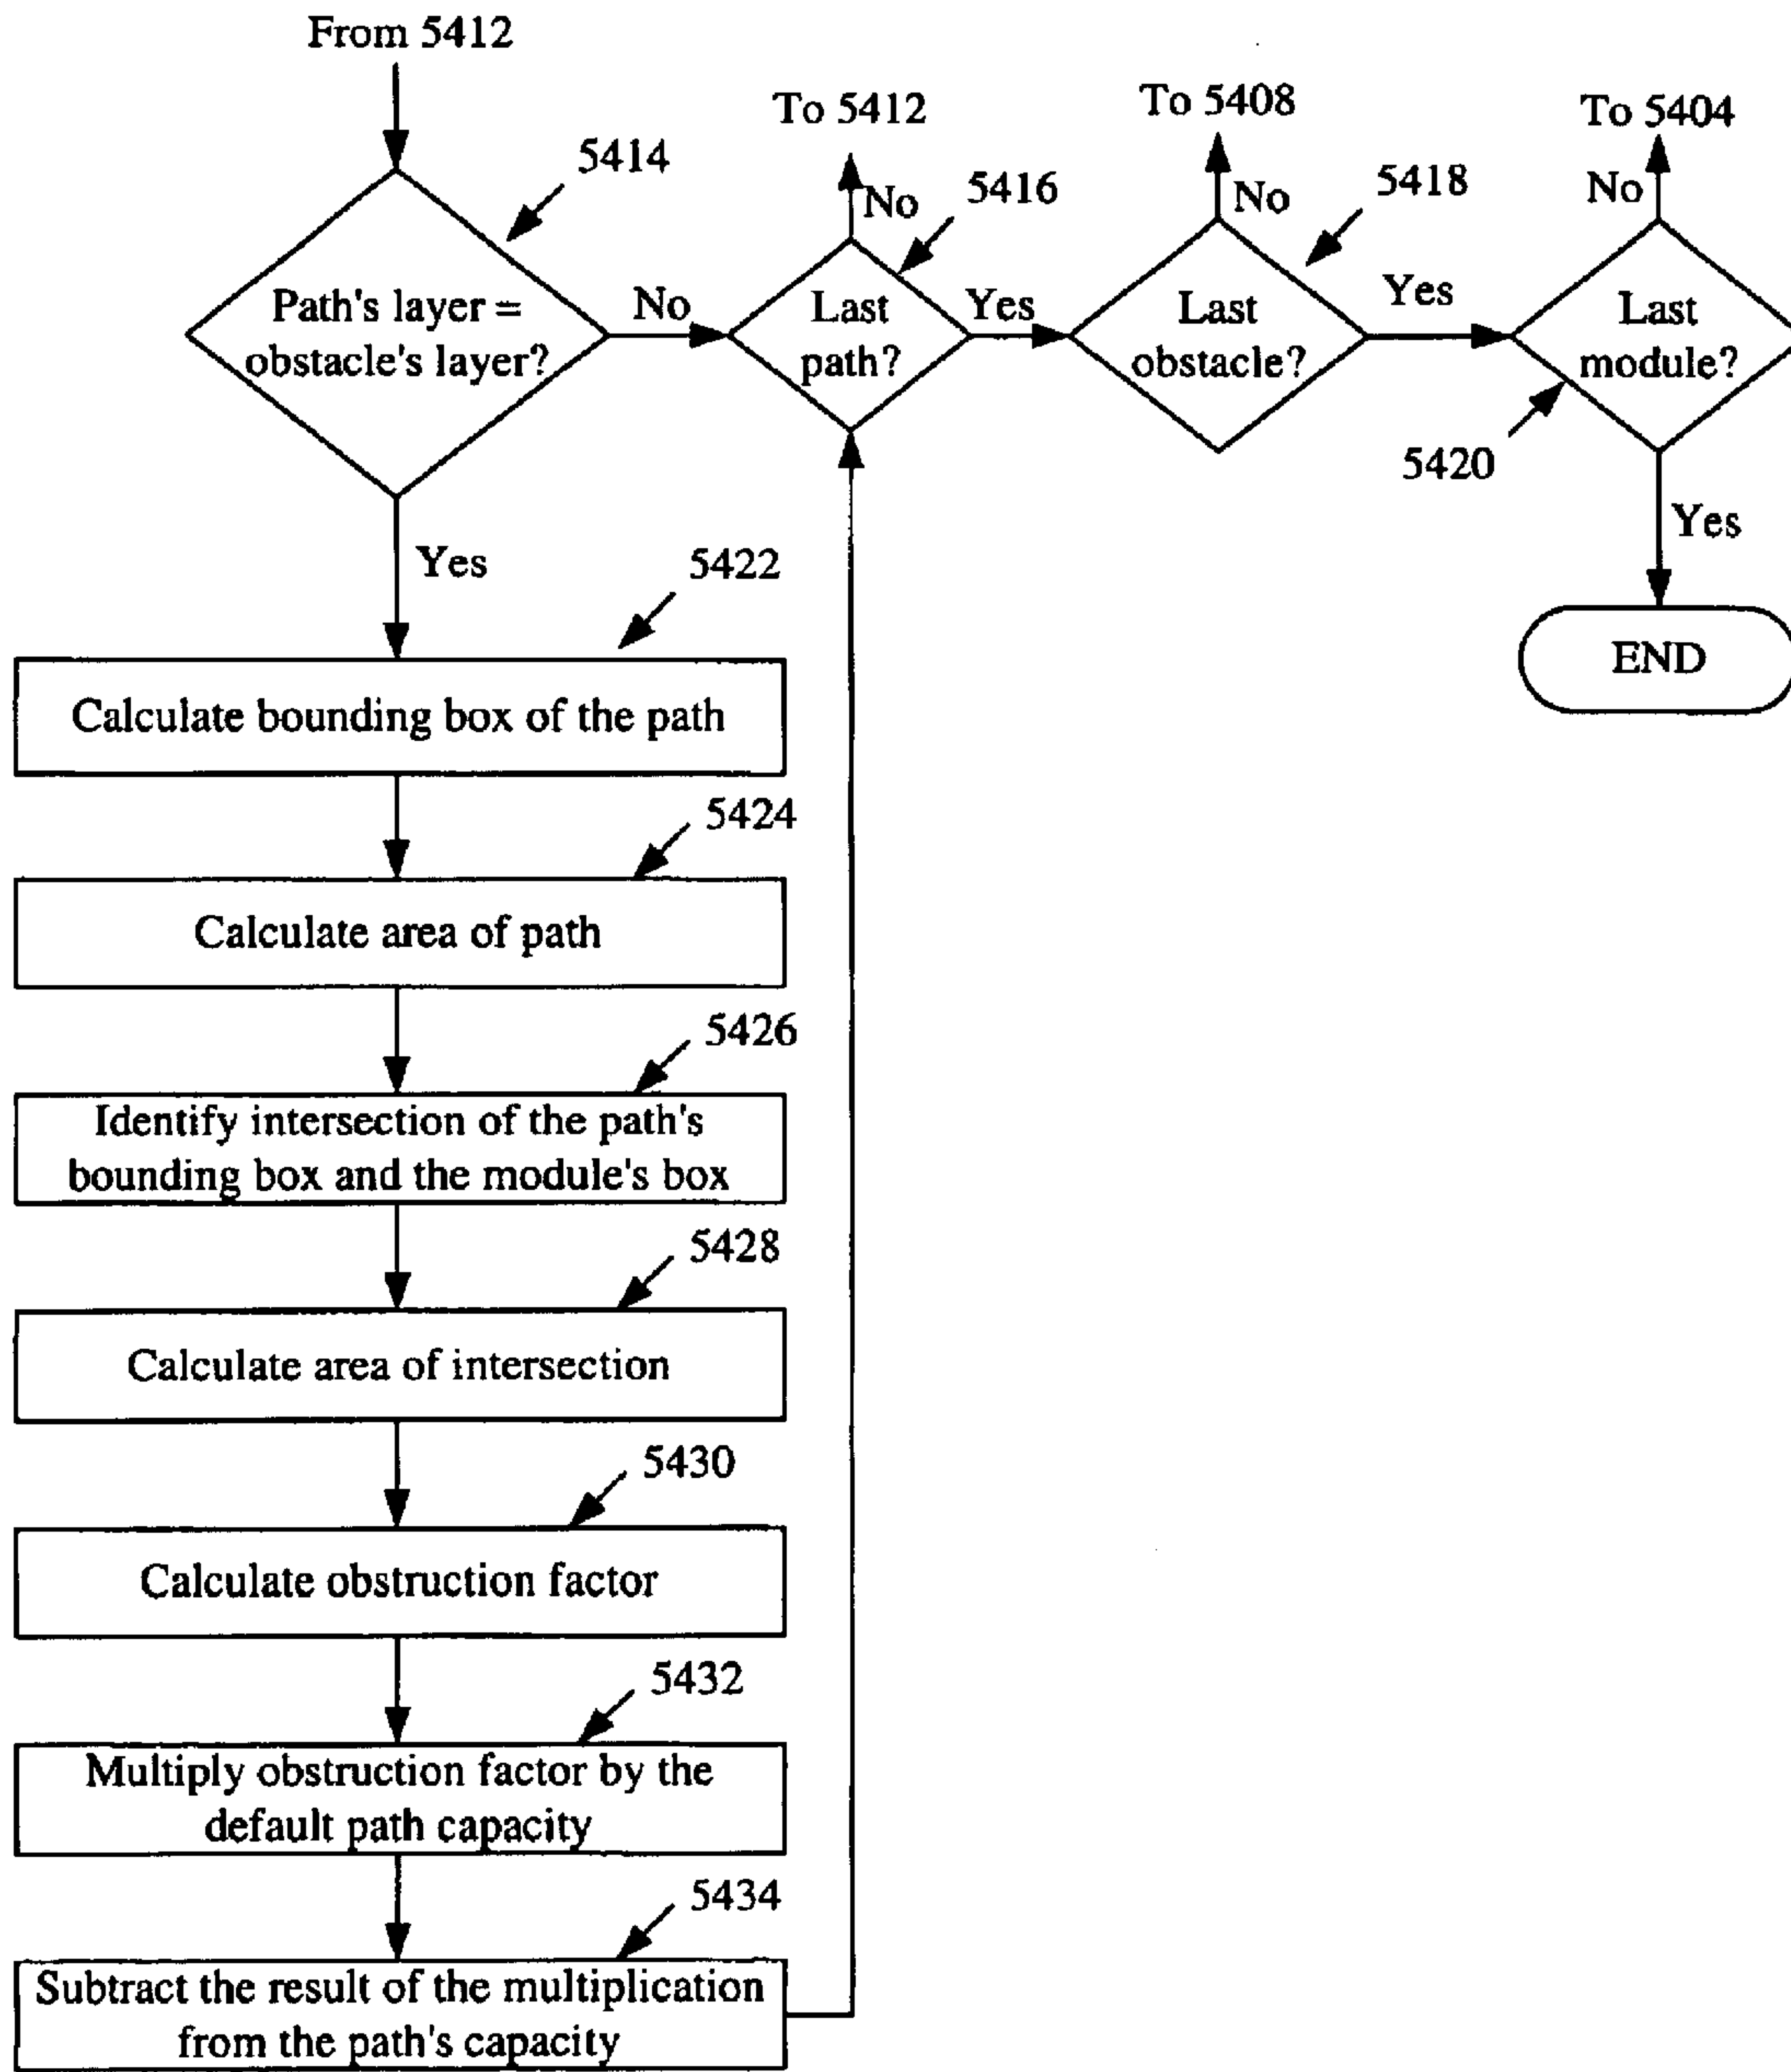 From 5412
5414
Path's layer =
obstacle's layer?
No
Yes
To 5412
No
5416
Last
path?
Yes
To 5408
No
5418
Last
obstacle?
Yes
To 5404
No
Last
module?
5420
Yes
END
5422
Calculate bounding box of the path
5424
Calculate area of path
5426
Identify intersection of the path's
bounding box and the module's box
5428
Calculate area of intersection
5430
Calculate obstruction factor
5432
Multiply obstruction factor by the
default path capacity
5434
Subtract the result of the multiplication
from the path's capacity